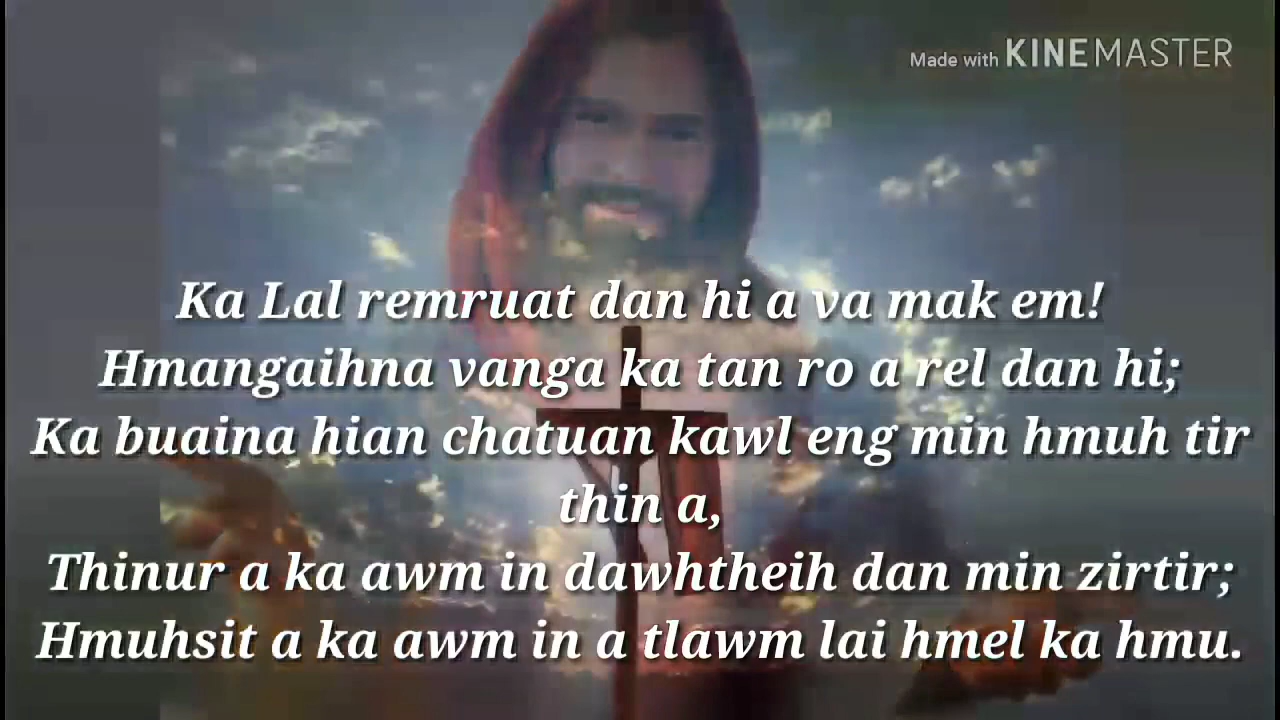 Made with KINEMASTER
Ka Lal remruat dan hi a va mak em!
Hmangaihna vanga ka tan ro a rel dan hi;
Ka buaina hian chatuan kawl eng min hmuh tir
thin a,
Thinur a ka awm in dawhtheih dan min zirtir;
Hmuhsit a ka awm in a tlawm lai hmel ka hmu.